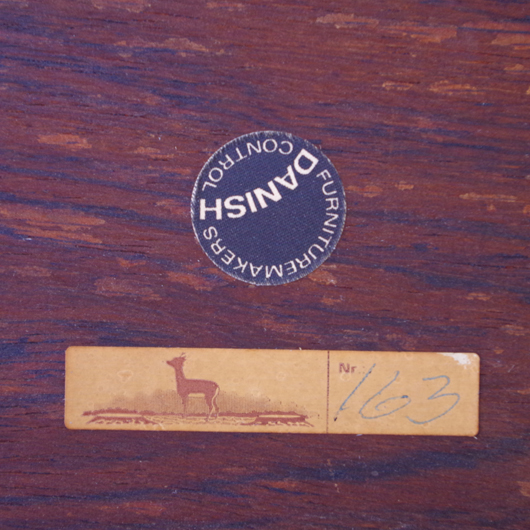 DANISH
FURNITUREMAKERS
CONTROL
Nr. 163